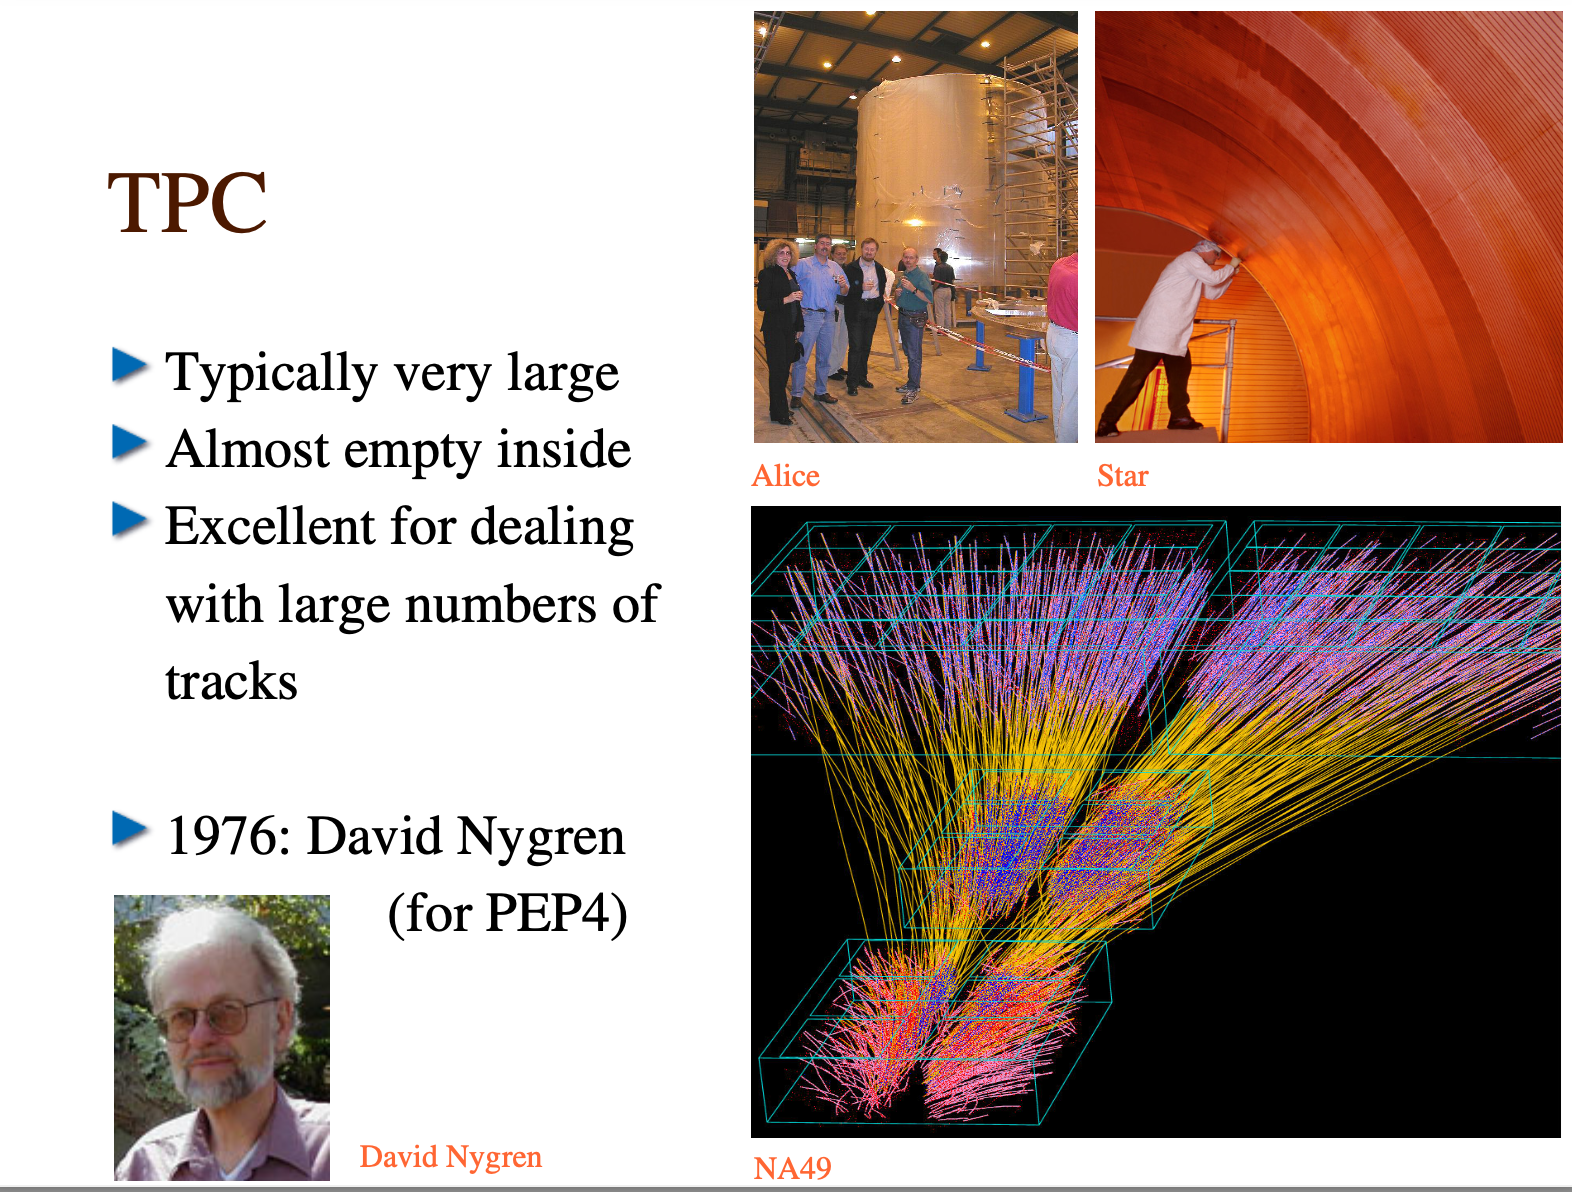 TPC
Typically very large
Almost empty inside
Excellent for dealing
with large numbers of
tracks
1976: David Nygren
(for PEP4)
David Nygren
Alice
Star
NA49